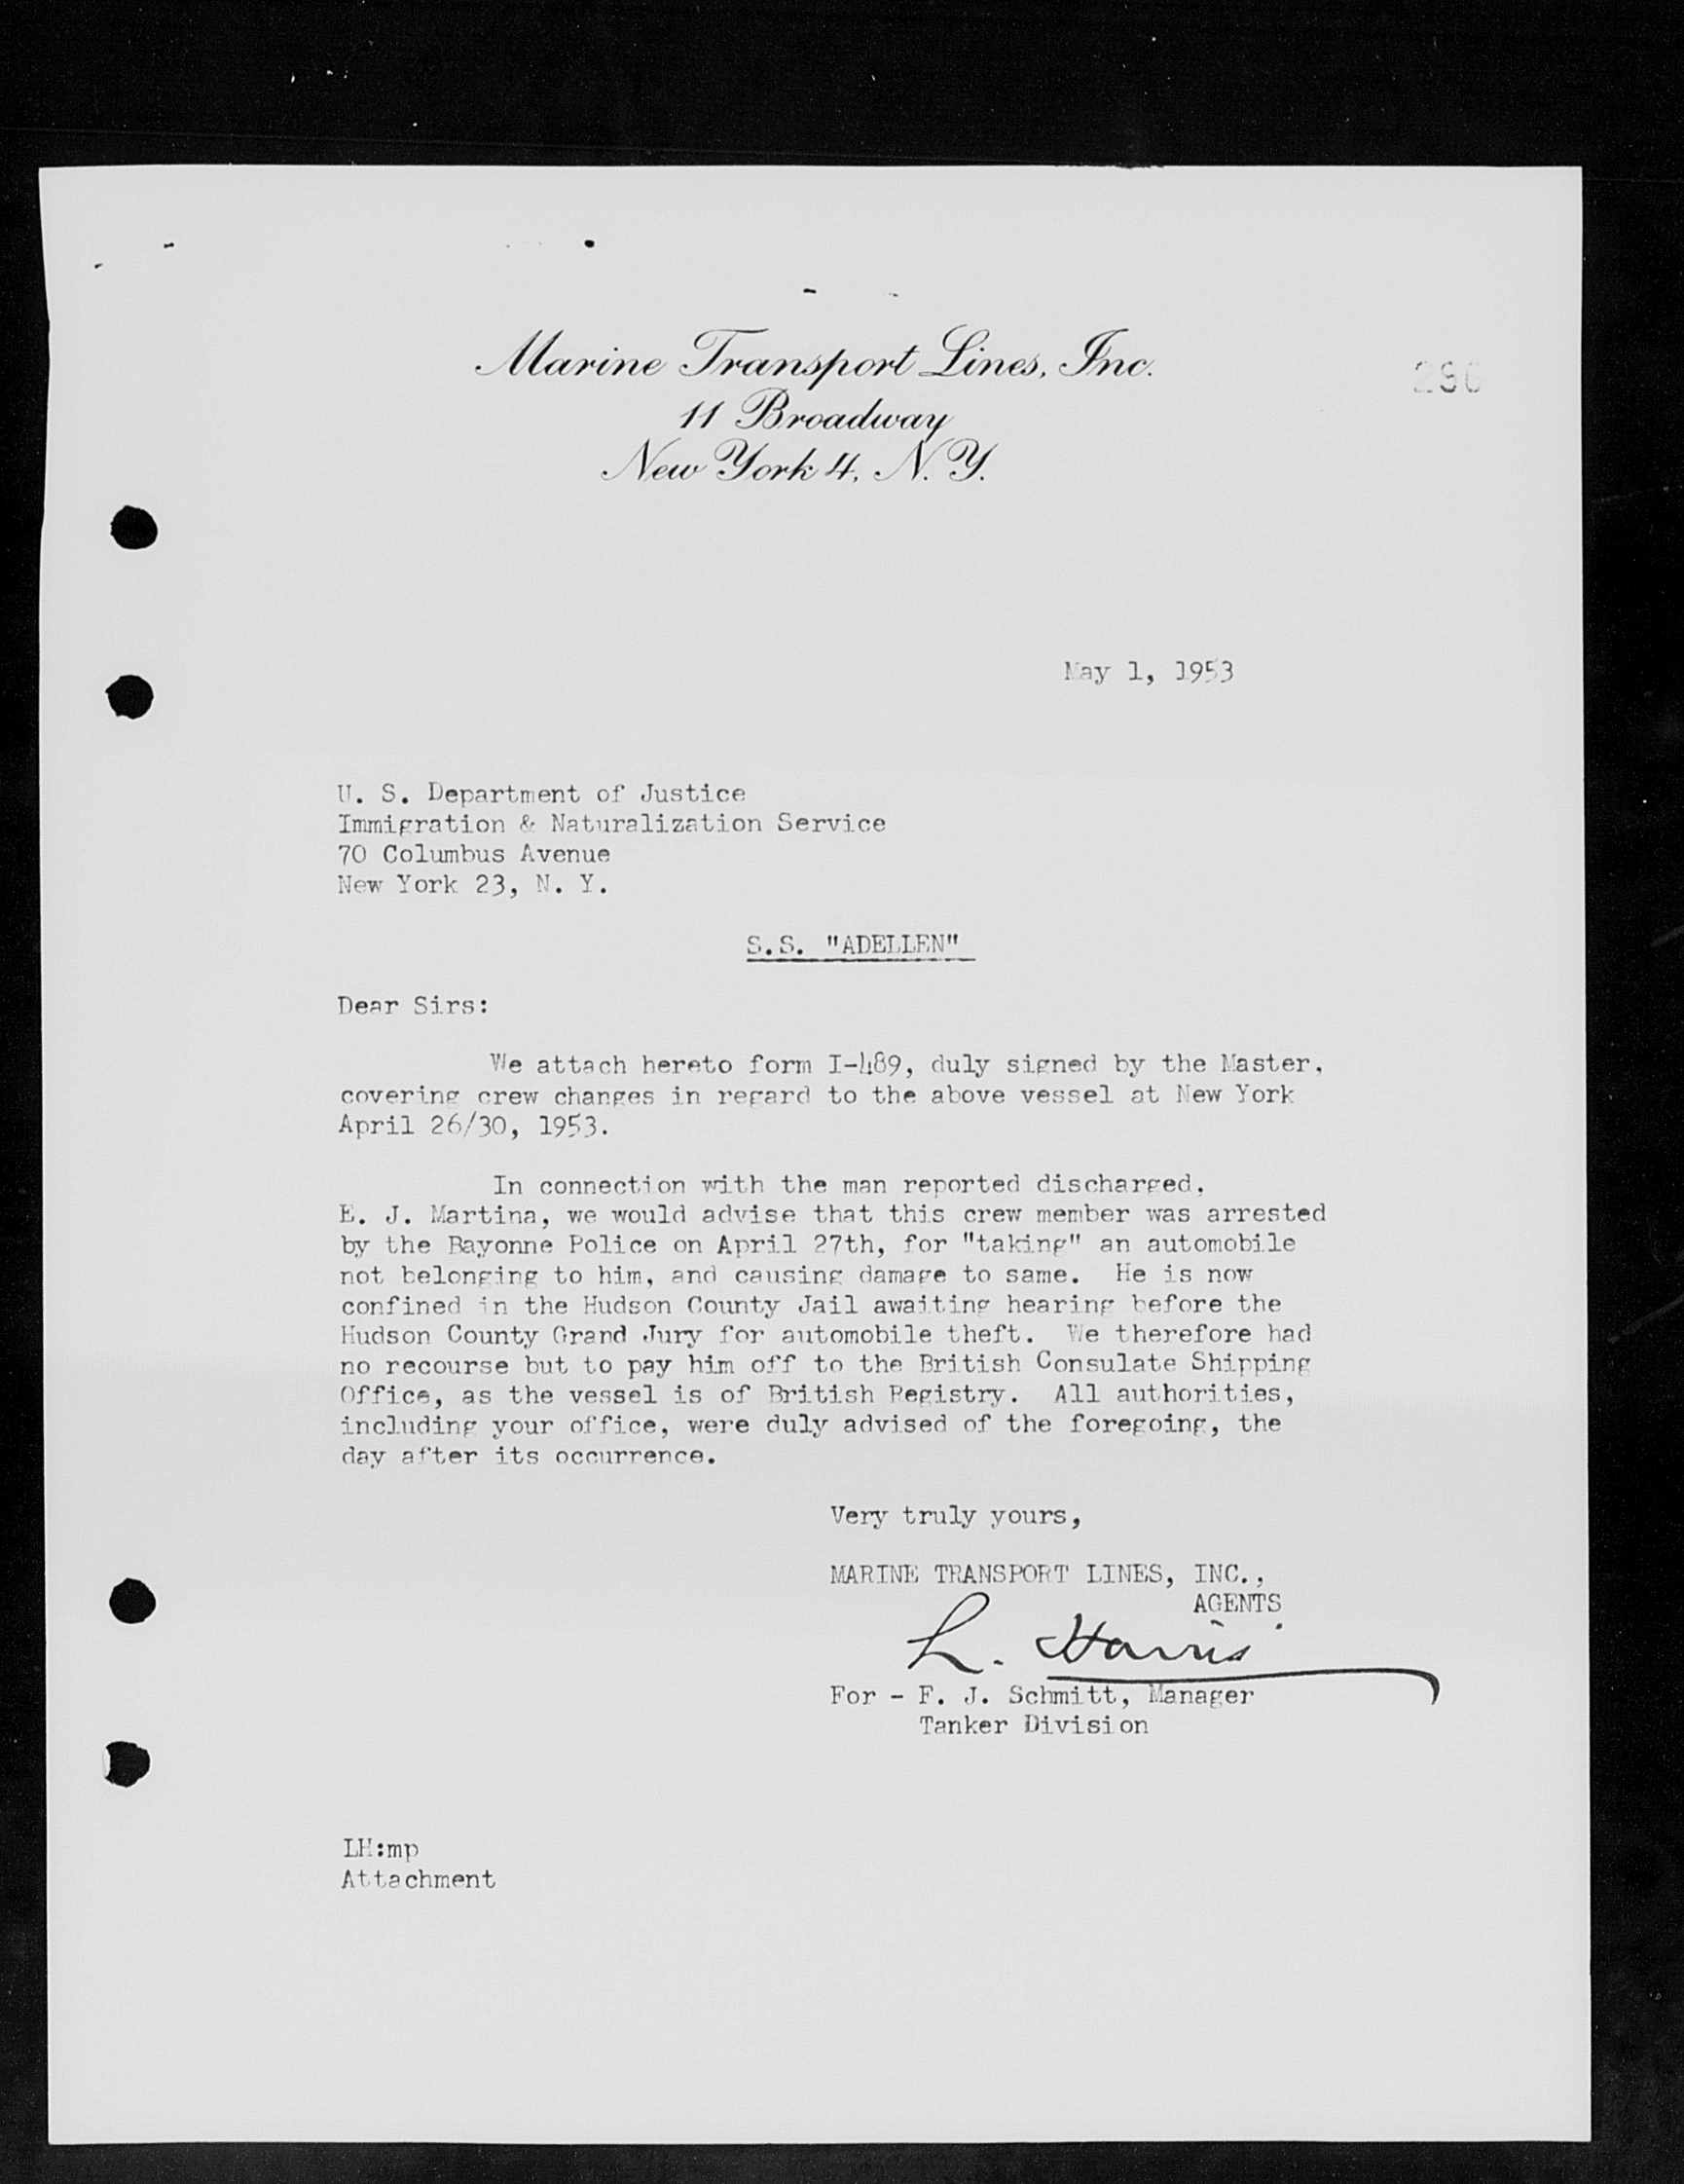 Marine Transport Lines, Inc.
11 Broadway
New York 4, N. Y.
May 1, 1953
U. S. Department of Justice
Immigration & Naturalization Service
70 Columbus Avenue
New York 23, N. Y.
S.S. "ADELLEN"
Dear Sirs:
We attach hereto form I-489, duly signed by the Master,
covering crew changes in regard to the above vessel at New York
April 26/30, 1953.
In connection with the man reported discharged,
E. J. Martina, we would advise that this crew member was arrested
by the Bayonne Police on April 27th, for "taking" an automobile
not belonging to him, and causing damage to same. He is now
confined in the Hudson County Jail awaiting hearing before the
Hudson County Grand Jury for automobile theft. We therefore had
no recourse but to pay him off to the British Consulate Shipping
Office, as the vessel is of British Registry. All authorities,
including your office, were duly advised of the foregoing, the
day after its occurrence.
Very truly yours,
MARINE TRANSPORT LINES, INC.,
AGENTS
L. Harris
For - F. J. Schmitt, Manager
Tanker Division
LH:mp
Attachment